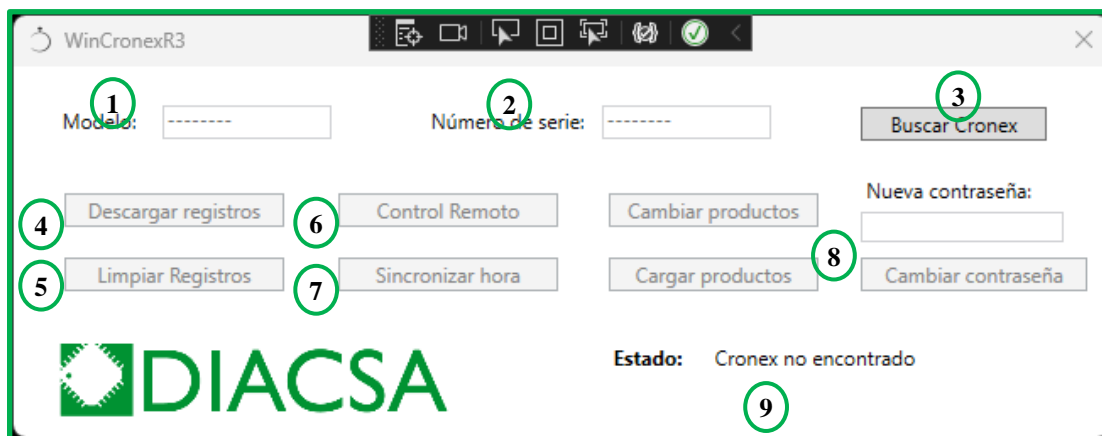 WinCronexR3
1 2 3
Modelo: -------- Número de serie: -------- Buscar Cronex
Nueva contraseña:
4 Descargar registros 6 Control Remoto Cambiar productos
8
5 Limpiar Registros 7 Sincronizar hora Cargar productos Cambiar contraseña
DIACSA
Estado: Cronex no encontrado
9